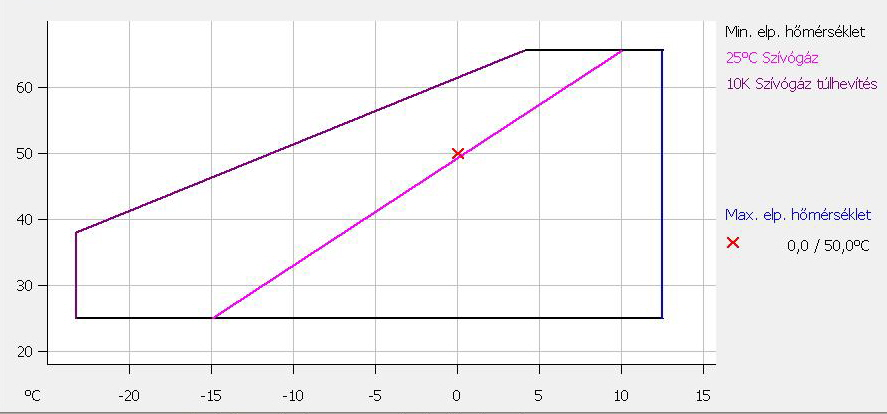 Min. elp. hőmérséklet
25ºC Szívógáz
10K Szívógáz túlhevítés
60
50
40
30
20
Max. elp. hőmérséklet
0,0 / 50,0ºC
ºC -20 -15 -10 -5 0 5 10 15